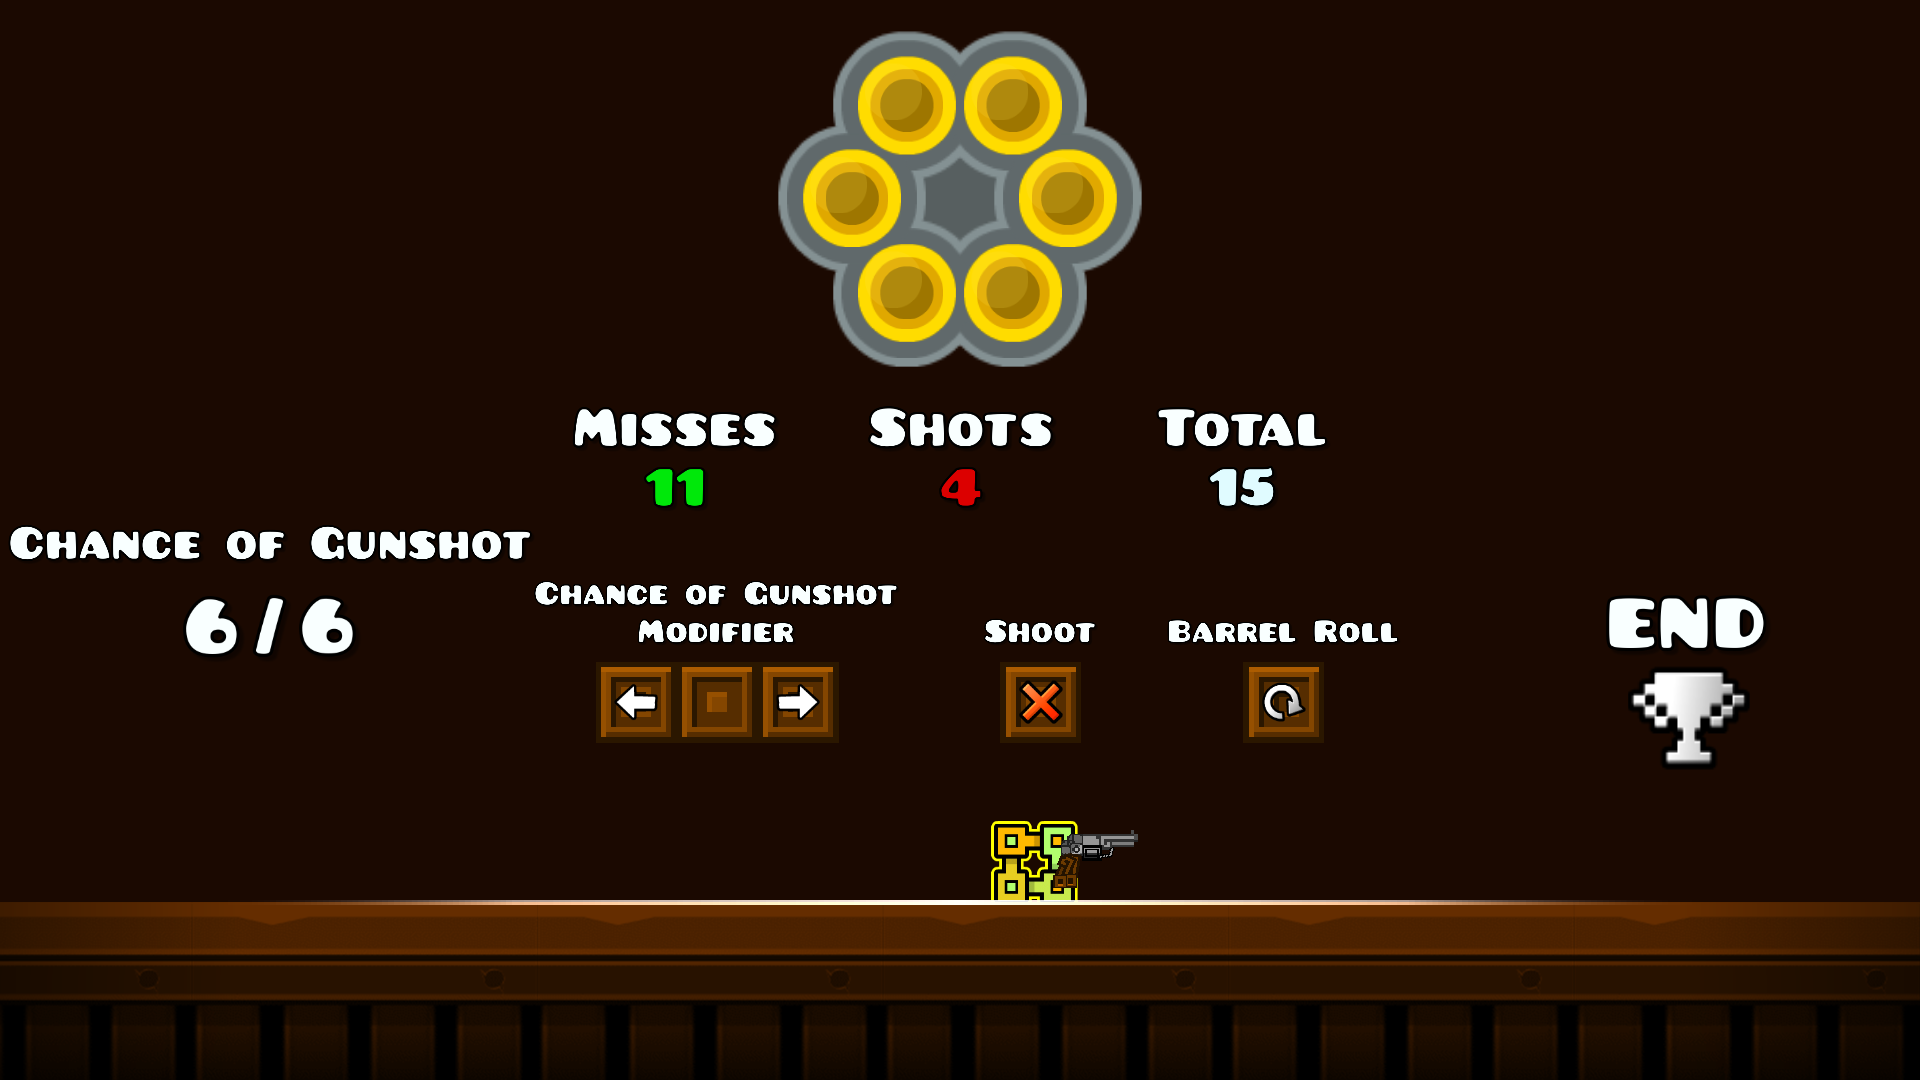 Misses Shots Total
11 4 15
Chance of Gunshot
6/6
Chance of Gunshot
Modifier
Shoot
Barrel Roll
END